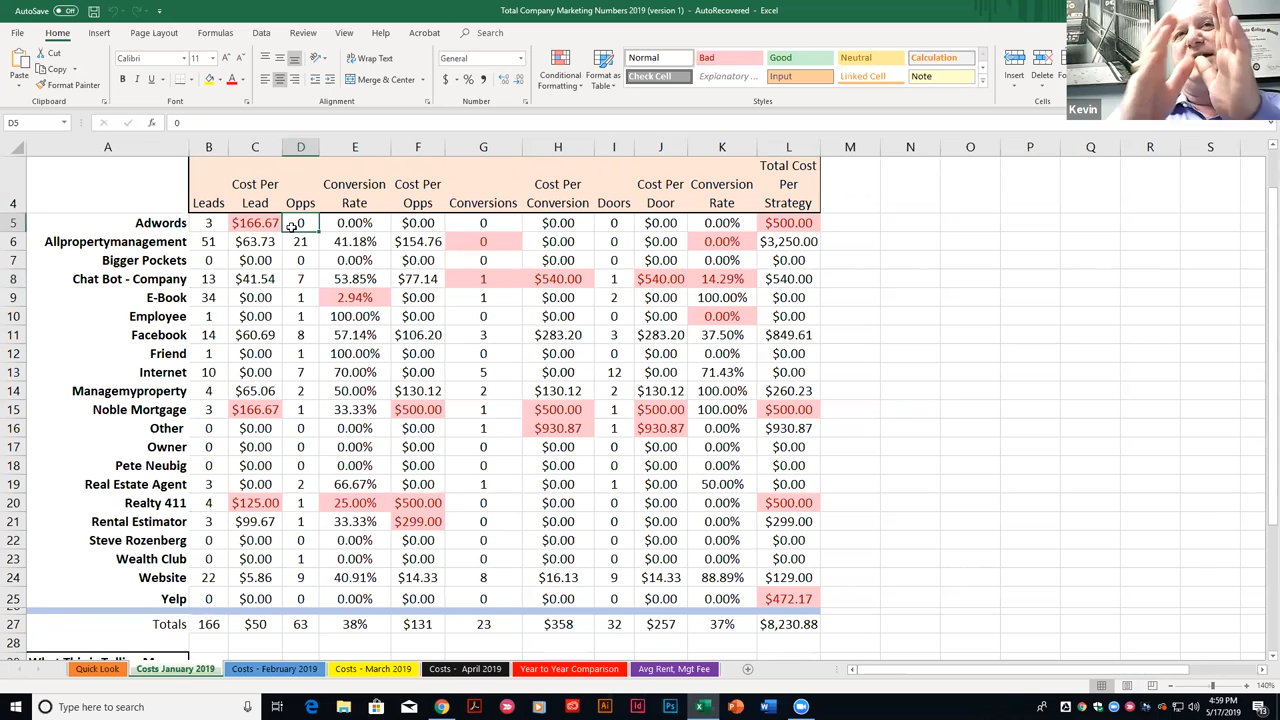 AutoSave Off Total Company Marketing Numbers 2019 (version 1) - AutoRecovered - Excel
File Home Insert Page Layout Formulas Data Review View Help Acrobat Search
Cut
Copy
Format Painter
Paste
Clipboard
Calibri 11
B I U
Font
Wrap Text
Merge & Center
Alignment
General
$ % ,
Number
Conditional Formatting
Format as Table
Normal Bad Good Neutral Calculation
Check Cell Explanatory ... Input Linked Cell Note
Styles
Insert Delete
Cells
Kevin
D5 fx 0
A B C D E F G H I J K L M N O P Q R S
4 Leads Cost Per Lead Opps Conversion Rate Cost Per Opps Conversions Cost Per Conversion Doors Cost Per Door Conversion Rate Total Cost Per Strategy
5 Adwords 3 $166.67 0 0.00% $0.00 0 $0.00 0 $0.00 0.00% $500.00
6 Allpropertymanagement 51 $63.73 21 41.18% $154.76 0 $0.00 0 $0.00 0.00% $3,250.00
7 Bigger Pockets 0 $0.00 0 0.00% $0.00 0 $0.00 0 $0.00 0.00% $0.00
8 Chat Bot - Company 13 $41.54 7 53.85% $77.14 1 $540.00 1 $540.00 14.29% $540.00
9 E-Book 34 $0.00 1 2.94% $0.00 1 $0.00 2 $0.00 100.00% $0.00
10 Employee 1 $0.00 1 100.00% $0.00 0 $0.00 0 $0.00 0.00% $0.00
11 Facebook 14 $60.69 8 57.14% $106.20 3 $283.20 3 $283.20 37.50% $849.61
12 Friend 1 $0.00 1 100.00% $0.00 0 $0.00 0 $0.00 0.00% $0.00
13 Internet 10 $0.00 7 70.00% $0.00 5 $0.00 12 $0.00 71.43% $0.00
14 Managemyproperty 4 $65.06 2 50.00% $130.12 2 $130.12 2 $130.12 100.00% $260.23
15 Noble Mortgage 3 $166.67 1 33.33% $500.00 1 $500.00 1 $500.00 100.00% $500.00
16 Other 0 $0.00 0 0.00% $0.00 1 $930.87 1 $930.87 0.00% $930.87
17 Owner 0 $0.00 0 0.00% $0.00 0 $0.00 0 $0.00 0.00% $0.00
18 Pete Neubig 0 $0.00 0 0.00% $0.00 0 $0.00 0 $0.00 0.00% $0.00
19 Real Estate Agent 3 $0.00 2 66.67% $0.00 1 $0.00 1 $0.00 50.00% $0.00
20 Realty 411 4 $125.00 1 25.00% $500.00 0 $0.00 0 $0.00 0.00% $500.00
21 Rental Estimator 3 $99.67 1 33.33% $299.00 0 $0.00 0 $0.00 0.00% $299.00
22 Steve Rozenberg 0 $0.00 0 0.00% $0.00 0 $0.00 0 $0.00 0.00% $0.00
23 Wealth Club 0 $0.00 1 0.00% $0.00 0 $0.00 0 $0.00 0.00% $0.00
24 Website 22 $5.86 9 40.91% $14.33 8 $16.13 9 $14.33 88.89% $129.00
25 Yelp 0 $0.00 0 0.00% $0.00 0 $0.00 0 $0.00 0.00% $472.17
27 Totals 166 $50 63 38% $131 23 $358 32 $257 37% $8,230.88
28
Quick Look Costs January 2019 Costs - February 2019 Costs - March 2019 Costs - April 2019 Year to Year Comparison Avg Rent, Mgt Fee
140%
Type here to search
4:59 PM
5/17/2019